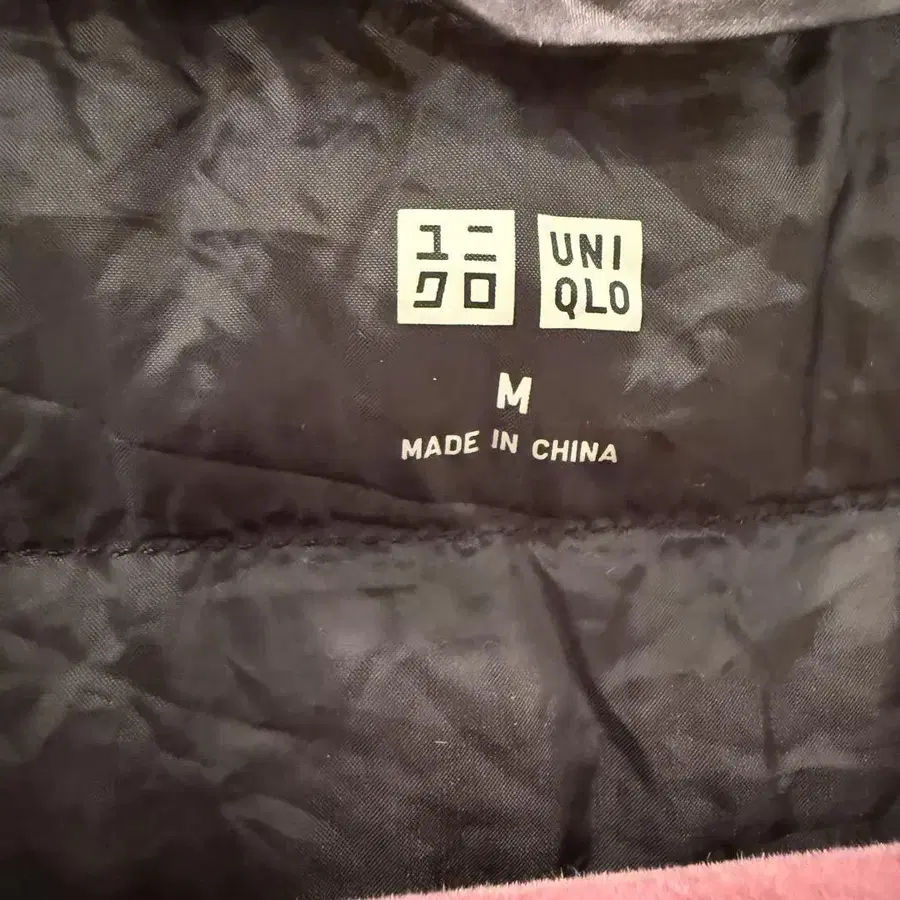 ユニ
クロ
UNI
QLO
M
MADE IN CHINA